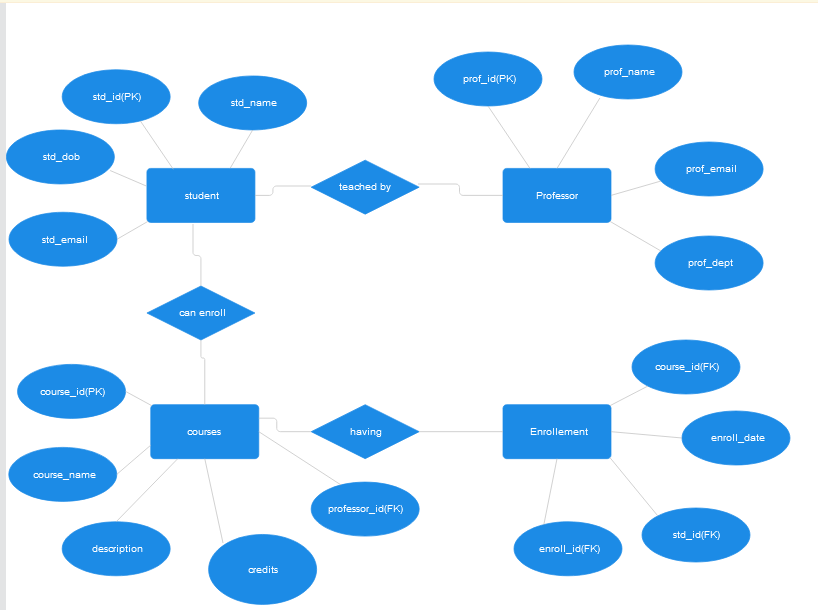 prof_id(PK)
prof_name
std_id(PK)
std_name
std_dob
prof_email
student
teached by
Professor
std_email
prof_dept
can enroll
course_id(FK)
course_id(PK)
courses
having
Enrollement
enroll_date
course_name
professor_id(FK)
description
enroll_id(FK)
std_id(FK)
credits